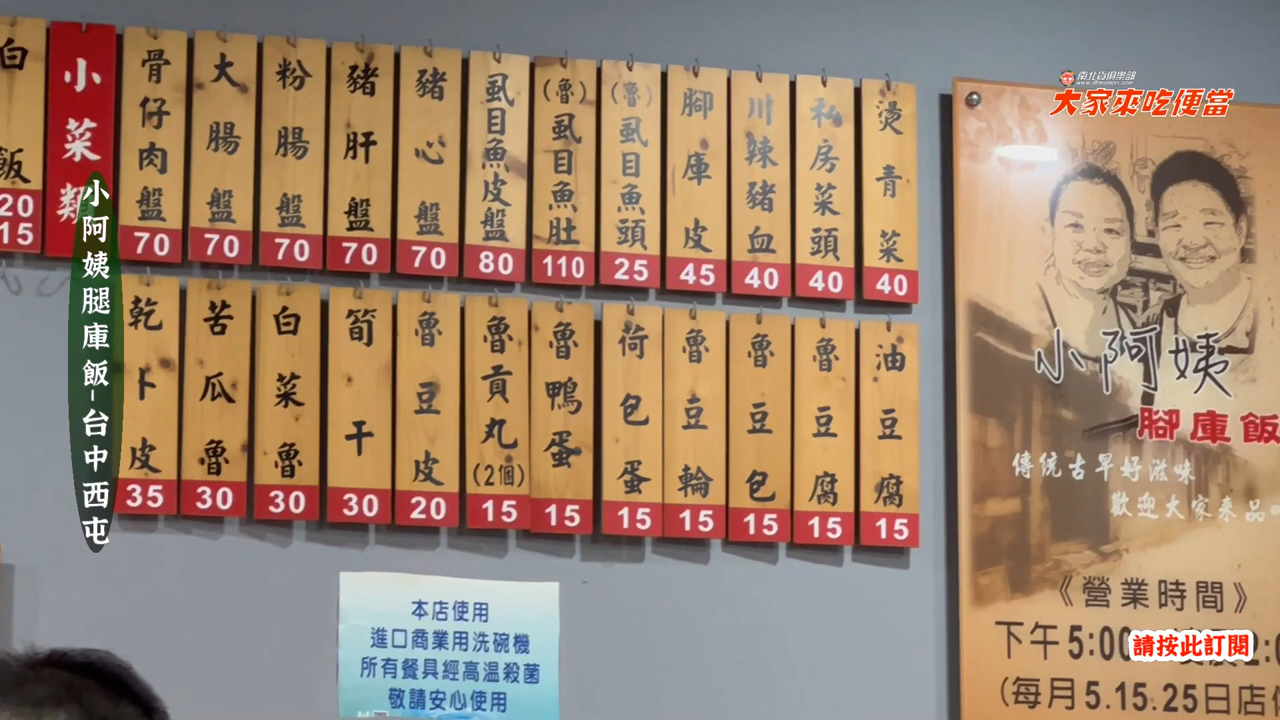 白飯
20
15
小菜類
骨仔肉盤
70
大腸盤
70
粉腸盤
70
豬肝盤
70
豬心盤
70
虱目魚皮盤
80
(魯)虱目魚肚
110
(魯)虱目魚頭
25
腳庫皮
45
川辣豬血
40
私房菜頭
40
燙青菜
40
乾卜皮
35
苦瓜魯
30
白菜魯
30
筍干
30
魯豆皮
20
魯貢丸(2個)
15
魯鴨蛋
15
荷包蛋
15
魯豆輪
15
魯豆包
15
魯豆腐
15
油豆腐
15
小阿姨腿庫飯-台中西屯
本店使用
進口商業用洗碗機
所有餐具經高溫殺菌
敬請安心使用
南北貨俱樂部
大家來吃便當
小阿姨
腳庫飯
傳統古早好滋味
歡迎大家來品
《營業時間》
下午5:00
(每月5.15.25日店
請按此訂閱